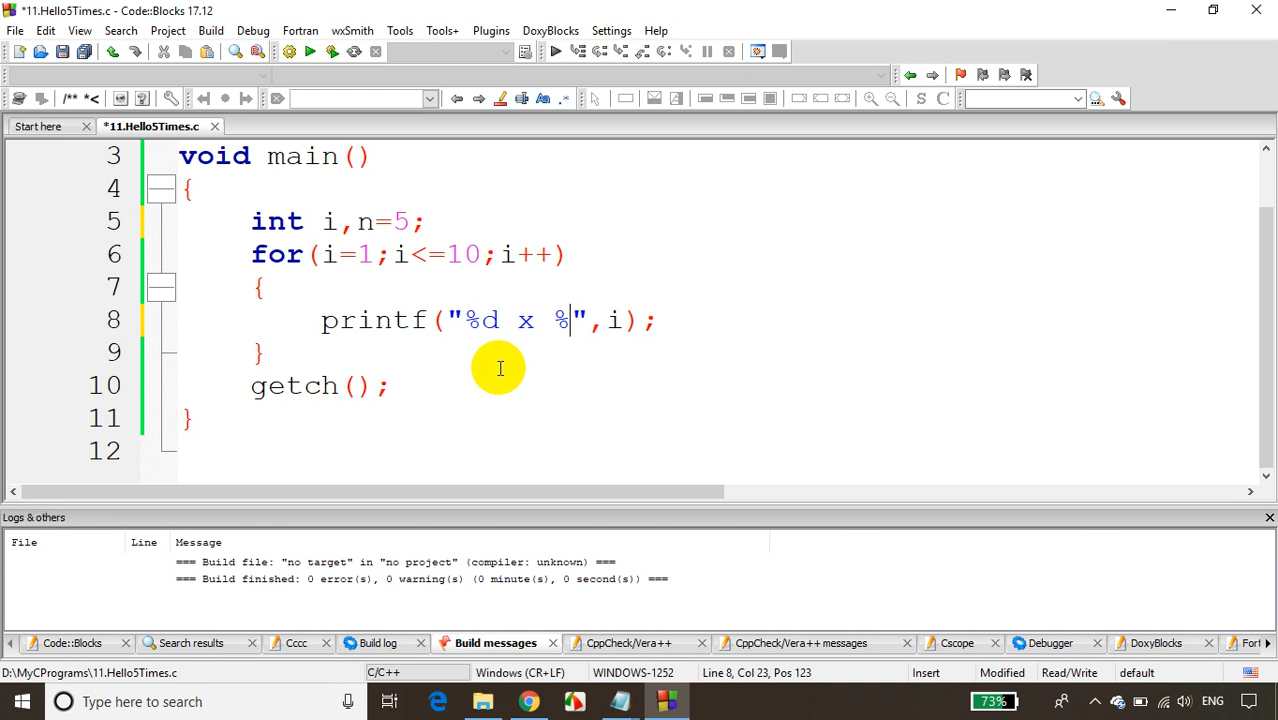 *11.Hello5Times.c - Code::Blocks 17.12
File Edit View Search Project Build Debug Fortran wxSmith Tools Tools+ Plugins DoxyBlocks Settings Help
/** *<
S C
Start here *11.Hello5Times.c
3 void main()
4 {
5 int i,n=5;
6 for(i=1;i<=10;i++)
7 {
8 printf("%d x %",i);
9 }
10 getch();
11 }
12
Logs & others
File Line Message
=== Build file: "no target" in "no project" (compiler: unknown) ===
=== Build finished: 0 error(s), 0 warning(s) (0 minute(s), 0 second(s)) ===
Code::Blocks Search results Cccc Build log Build messages CppCheck/Vera++ CppCheck/Vera++ messages Cscope Debugger DoxyBlocks For
D:\MyCPrograms\11.Hello5Times.c C/C++ Windows (CR+LF) WINDOWS-1252 Line 8, Col 23, Pos 123 Insert Modified Read/Write default
Type here to search 73% ENG